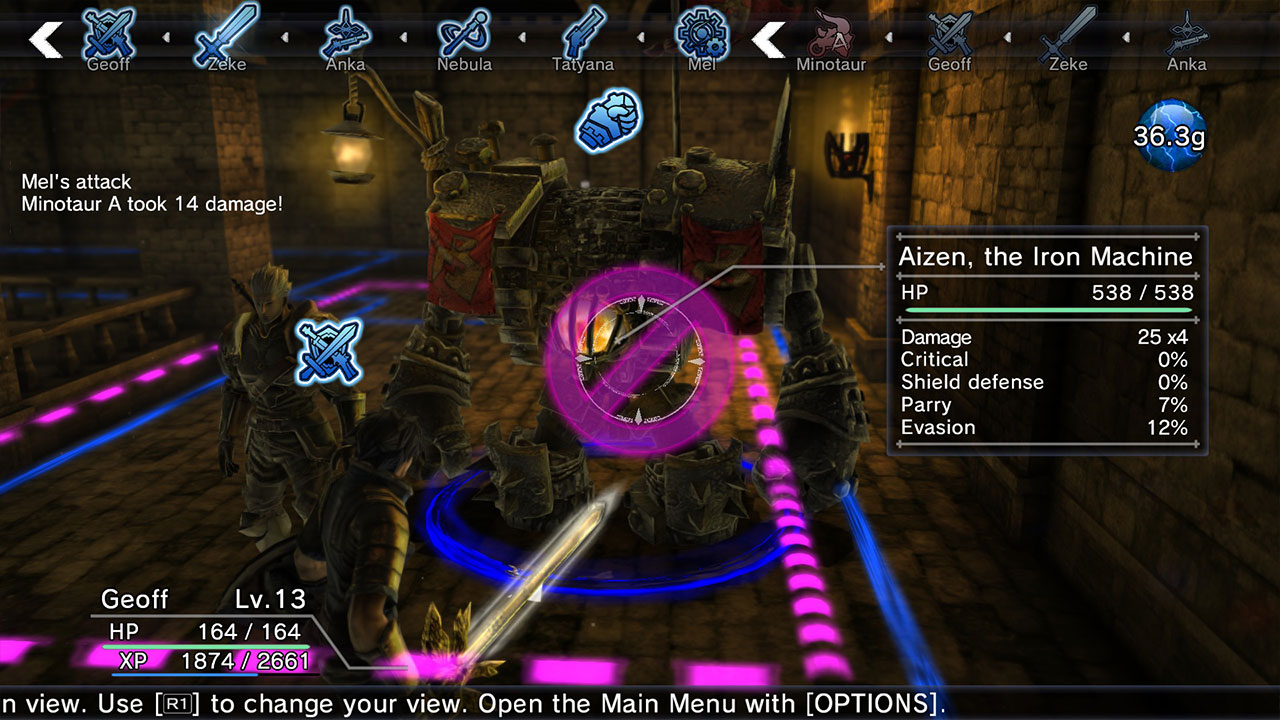 Geoff Zeke Anka Nebula Tatyana Mel Minotaur Geoff Zeke Anka
A
36.3g
Mel's attack
Minotaur A took 14 damage!
Aizen, the Iron Machine
HP 538 / 538
Damage 25 x4
Critical 0%
Shield defense 0%
Parry 7%
Evasion 12%
Geoff Lv.13
HP 164 / 164
XP 1874 / 2661
n view. Use [R1] to change your view. Open the Main Menu with [OPTIONS].